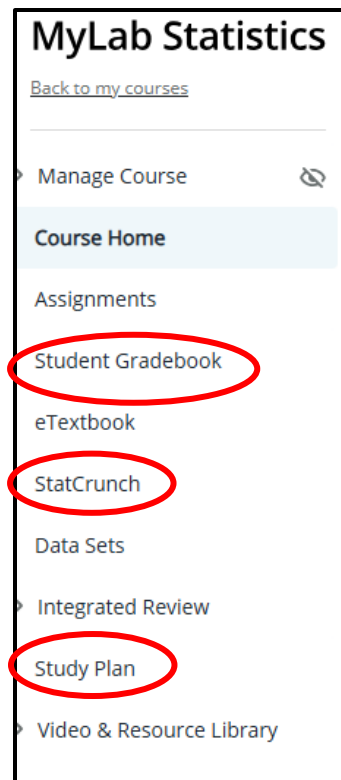 MyLab Statistics
Back to my courses
Manage Course
Course Home
Assignments
Student Gradebook
eTextbook
StatCrunch
Data Sets
Integrated Review
Study Plan
Video & Resource Library